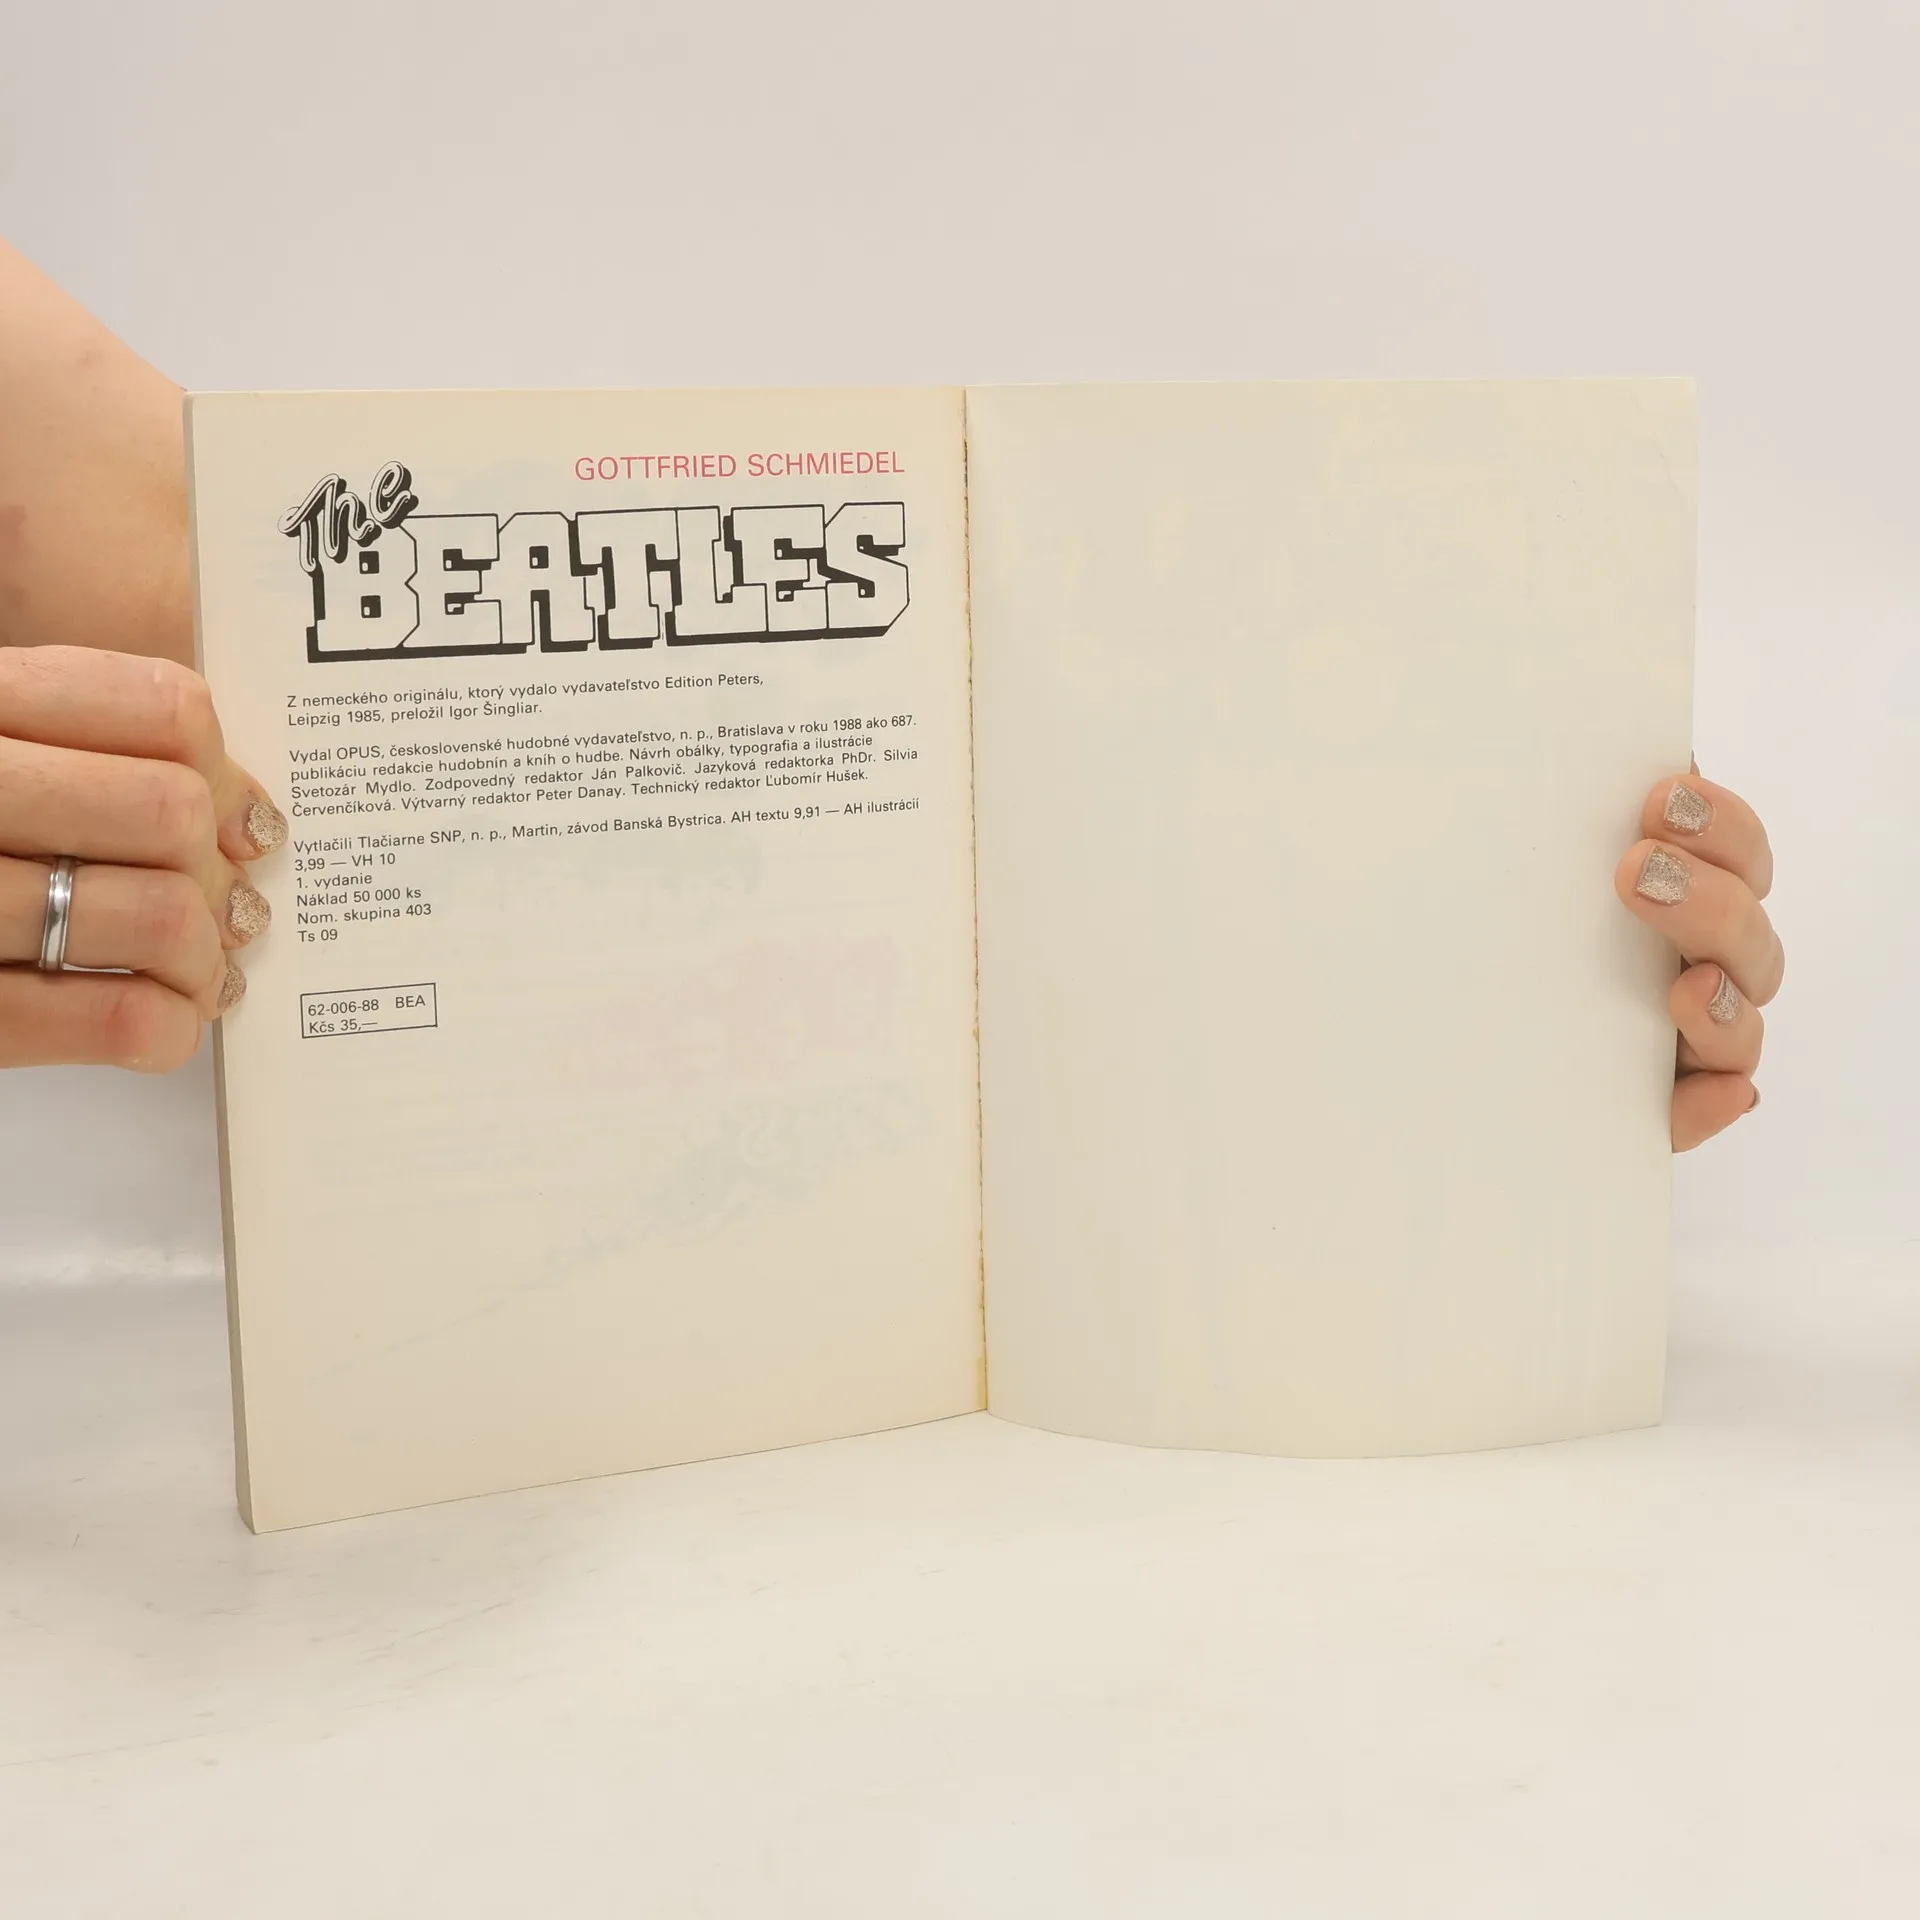 GOTTFRIED SCHMIEDEL
The
BEATLES
Z nemeckého originálu, ktorý vydalo vydavateľstvo Edition Peters,
Leipzig 1985, preložil Igor Šingliar.
Vydal OPUS, československé hudobné vydavateľstvo, n. p., Bratislava v roku 1988 ako 687.
publikáciu redakcie hudobnín a kníh o hudbe. Návrh obálky, typografia a ilustrácie
Svetozár Mydlo. Zodpovedný redaktor Ján Palkovič. Jazyková redaktorka PhDr. Silvia
Červenčíková. Výtvarný redaktor Peter Danay. Technický redaktor Ľubomír Hušek.
Vytlačili Tlačiarne SNP, n. p., Martin, závod Banská Bystrica. AH textu 9,91 — AH ilustrácií
3,99 — VH 10
1. vydanie
Náklad 50 000 ks
Nom. skupina 403
Ts 09
62-006-88 BEA
Kčs 35,—